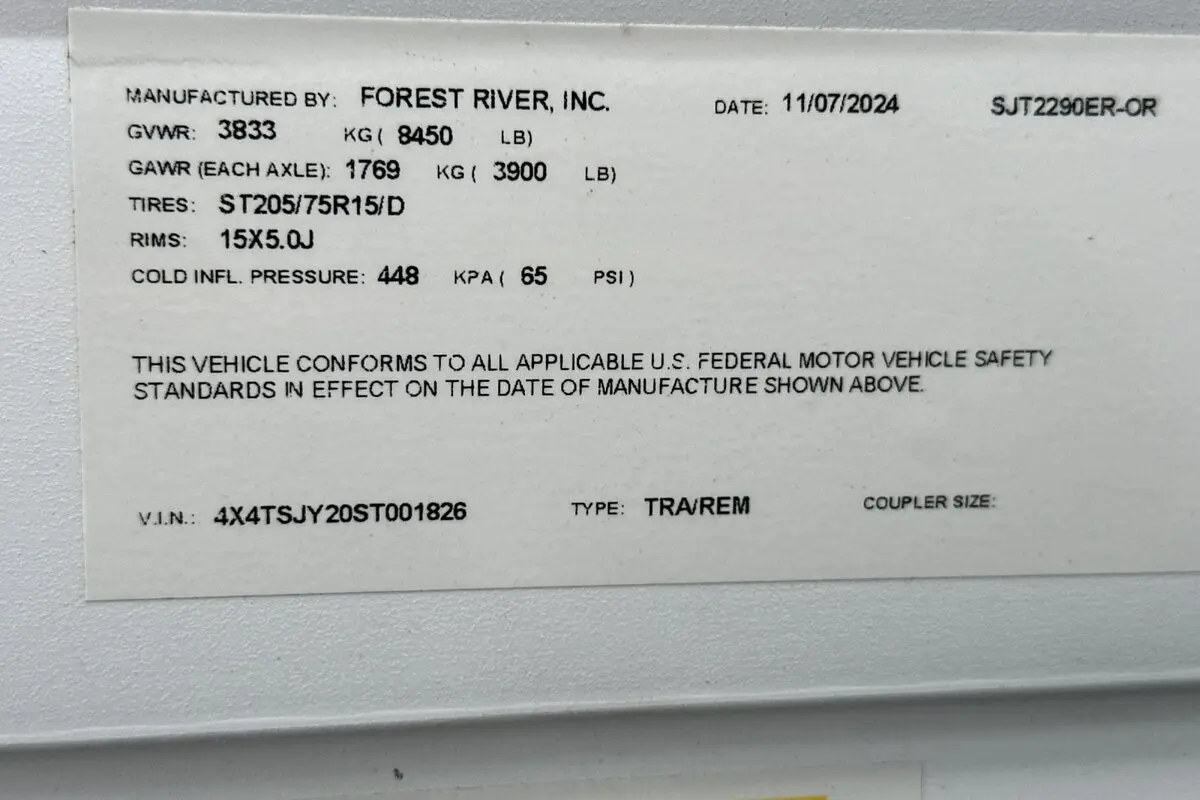 MANUFACTURED BY: FOREST RIVER, INC. DATE: 11/07/2024 SJT2290ER-OR
GVWR: 3833 KG ( 8450 LB)
GAWR (EACH AXLE): 1769 KG ( 3900 LB)
TIRES: ST205/75R15/D
RIMS: 15X5.0J
COLD INFL. PRESSURE: 448 KPA ( 65 PSI )
THIS VEHICLE CONFORMS TO ALL APPLICABLE U.S. FEDERAL MOTOR VEHICLE SAFETY
STANDARDS IN EFFECT ON THE DATE OF MANUFACTURE SHOWN ABOVE.
V.I.N.: 4X4TSJY20ST001826 TYPE: TRA/REM COUPLER SIZE: